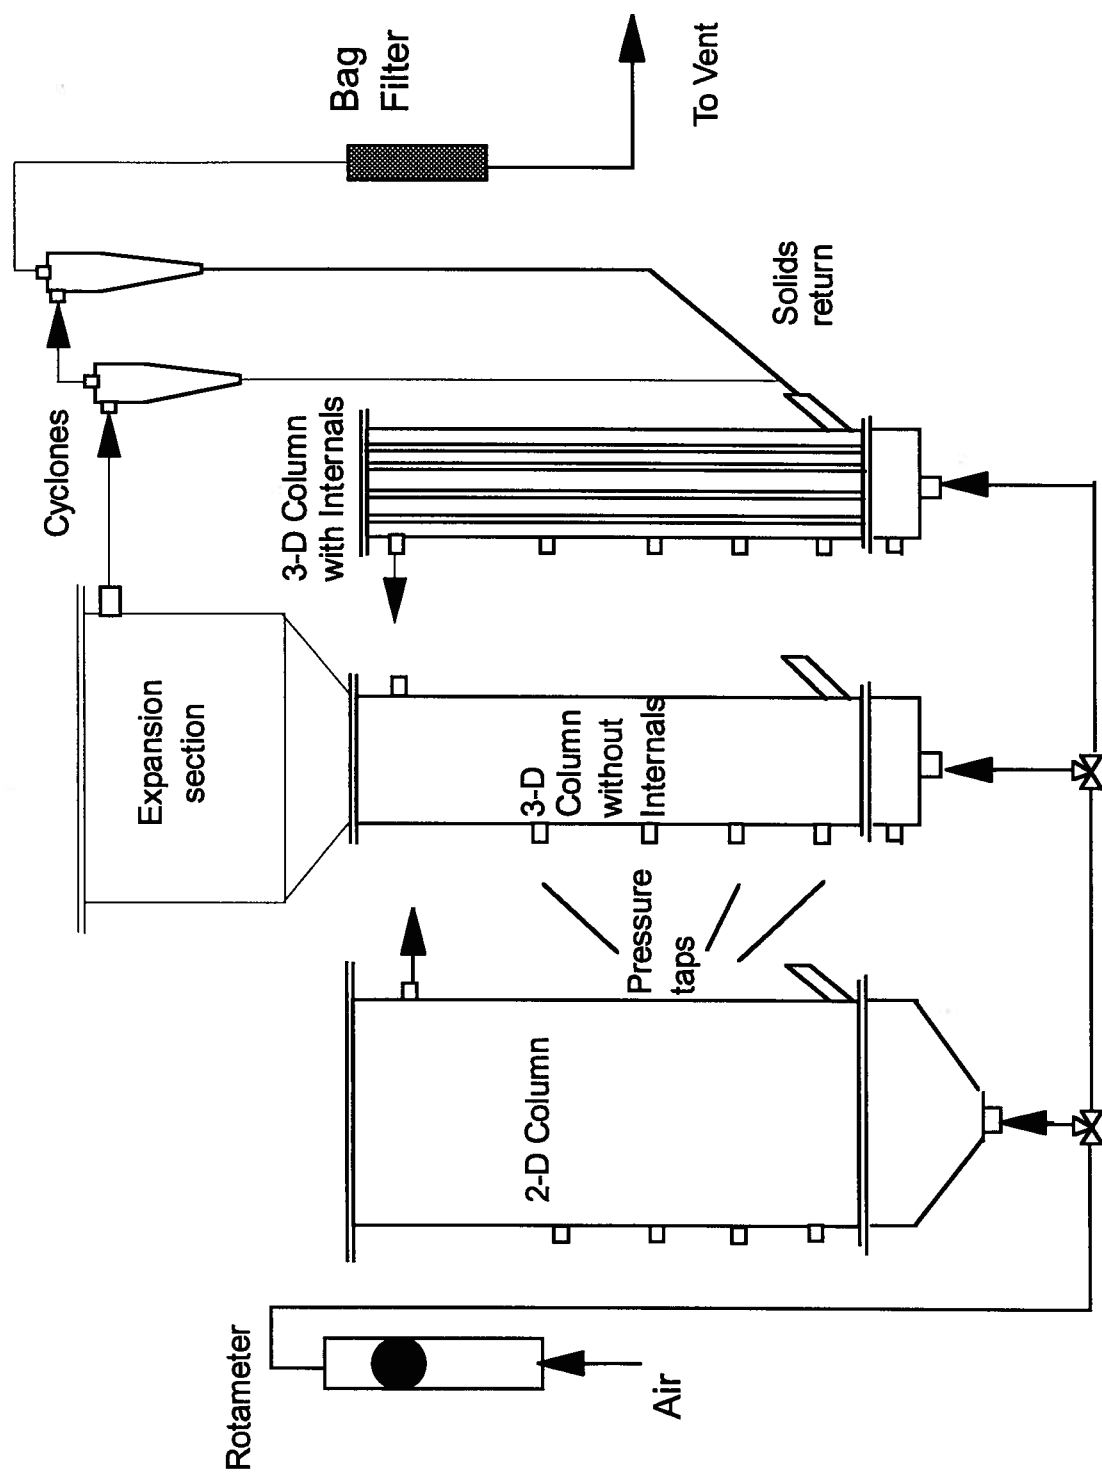 Rotameter
Air
2-D Column
Pressure
taps
Expansion
section
3-D
Column
without
Internals
3-D Column
with Internals
Cyclones
Solids
return
Bag
Filter
To Vent